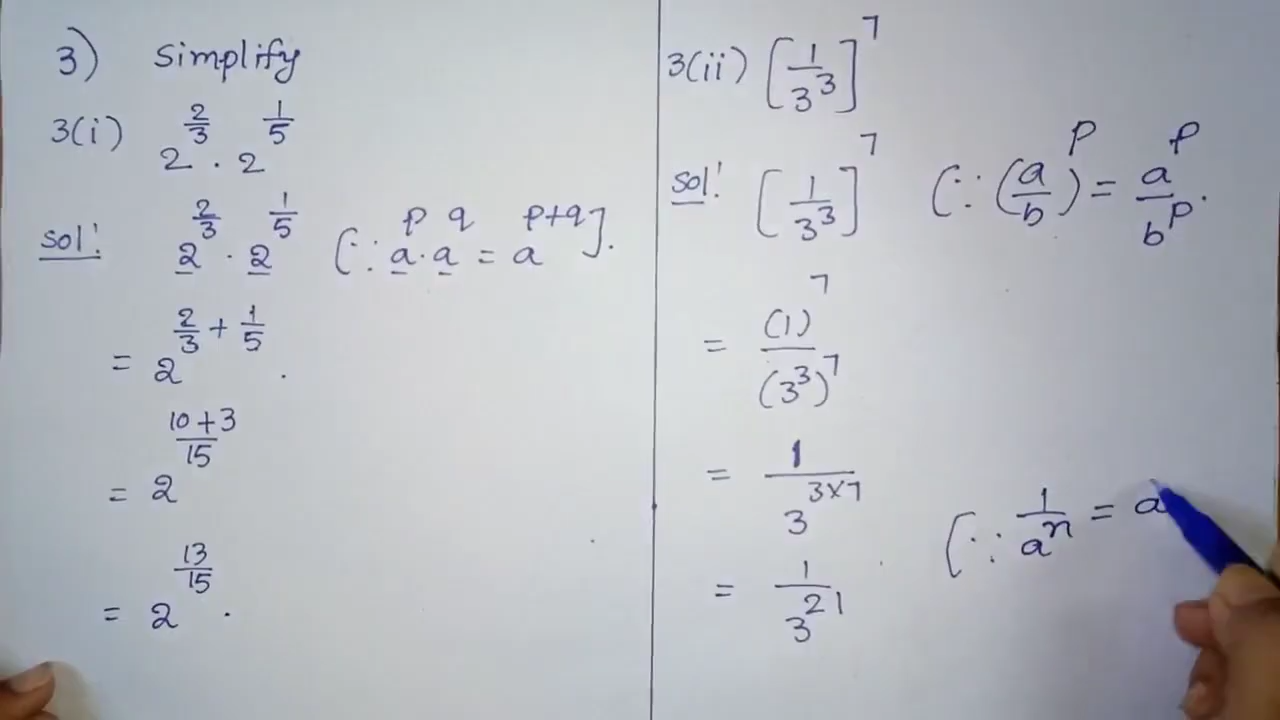 3) Simplify
3(i) 2^(2/3) . 2^(1/5)
sol! 2^(2/3) . 2^(1/5) [∵ a^p . a^q = a^(p+q)].
= 2^(2/3 + 1/5) .
= 2^((10+3)/15)
= 2^(13/15) .
3(ii) [1/3^3]^7
sol! [1/3^3]^7 (∵ (a/b)^p = a^p/b^p .
= (1)^7/(3^3)^7
= 1/3^(3×7)
[∵ 1/a^n = a
= 1/3^21